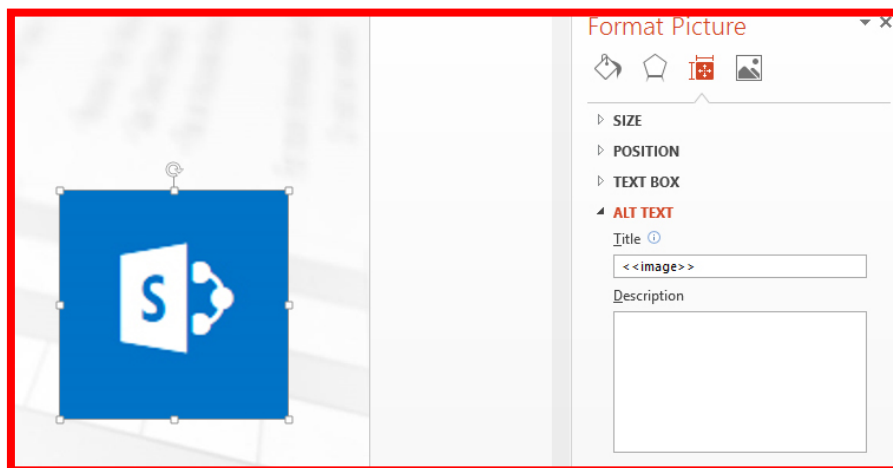 Format Picture
SIZE
POSITION
TEXT BOX
ALT TEXT
Title
<<image>>
Description
S